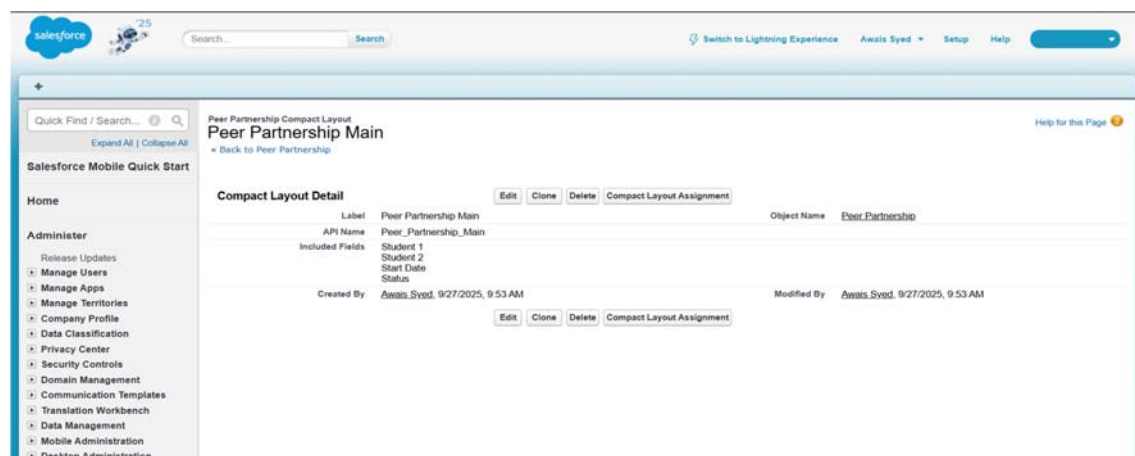 salesforce
'25
Search...
Search
Switch to Lightning Experience
Awais Syed
Setup
Help
+
Quick Find / Search...
Expand All | Collapse All
Salesforce Mobile Quick Start
Home
Administer
Release Updates
Manage Users
Manage Apps
Manage Territories
Company Profile
Data Classification
Privacy Center
Security Controls
Domain Management
Communication Templates
Translation Workbench
Data Management
Mobile Administration
Desktop Administration
Peer Partnership Compact Layout
Peer Partnership Main
« Back to Peer Partnership
Help for this Page
Compact Layout Detail
Edit Clone Delete Compact Layout Assignment
Label Peer Partnership Main Object Name Peer Partnership
API Name Peer_Partnership_Main
Included Fields Student 1
Student 2
Start Date
Status
Created By Awais Syed, 9/27/2025, 9:53 AM Modified By Awais Syed, 9/27/2025, 9:53 AM
Edit Clone Delete Compact Layout Assignment